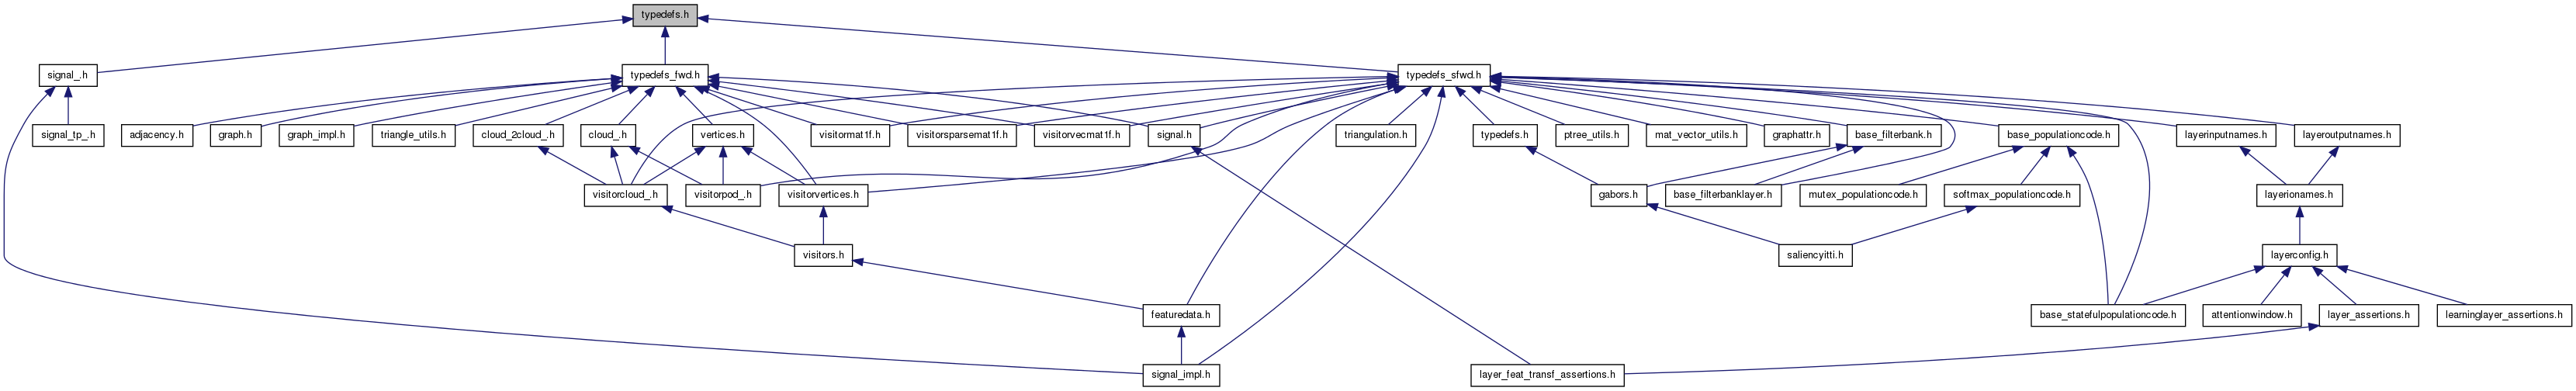 typedefs.h
signal_.h
typedefs_fwd.h
typedefs_sfwd.h
signal_tp_.h
adjacency.h
graph.h
graph_impl.h
triangle_utils.h
cloud_2cloud_.h
cloud_.h
vertices.h
visitormat1f.h
visitorsparsemat1f.h
visitorvecmat1f.h
signal.h
triangulation.h
typedefs.h
ptree_utils.h
mat_vector_utils.h
graphattr.h
base_filterbank.h
base_populationcode.h
layerinputnames.h
layeroutputnames.h
visitorcloud_.h
visitorpod_.h
visitorvertices.h
gabors.h
base_filterbanklayer.h
mutex_populationcode.h
softmax_populationcode.h
layerionames.h
visitors.h
saliencyitti.h
layerconfig.h
featuredata.h
base_statefulpopulationcode.h
attentionwindow.h
layer_assertions.h
learninglayer_assertions.h
signal_impl.h
layer_feat_transf_assertions.h